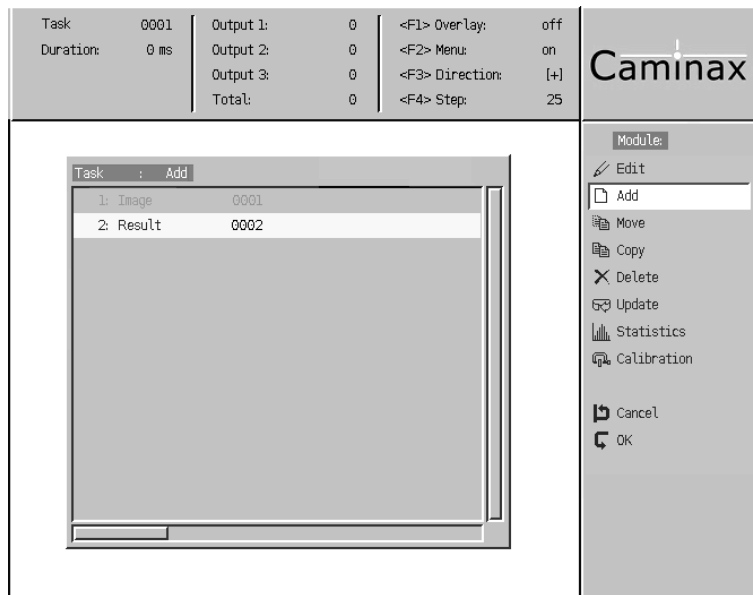 Task 0001
Duration: 0 ms
Output 1: 0
Output 2: 0
Output 3: 0
Total: 0
<F1> Overlay: off
<F2> Menu: on
<F3> Direction: [+]
<F4> Step: 25
Caminax
Task : Add
1: Image 0001
2: Result 0002
Module:
Edit
Add
Move
Copy
Delete
Update
Statistics
Calibration
Cancel
OK